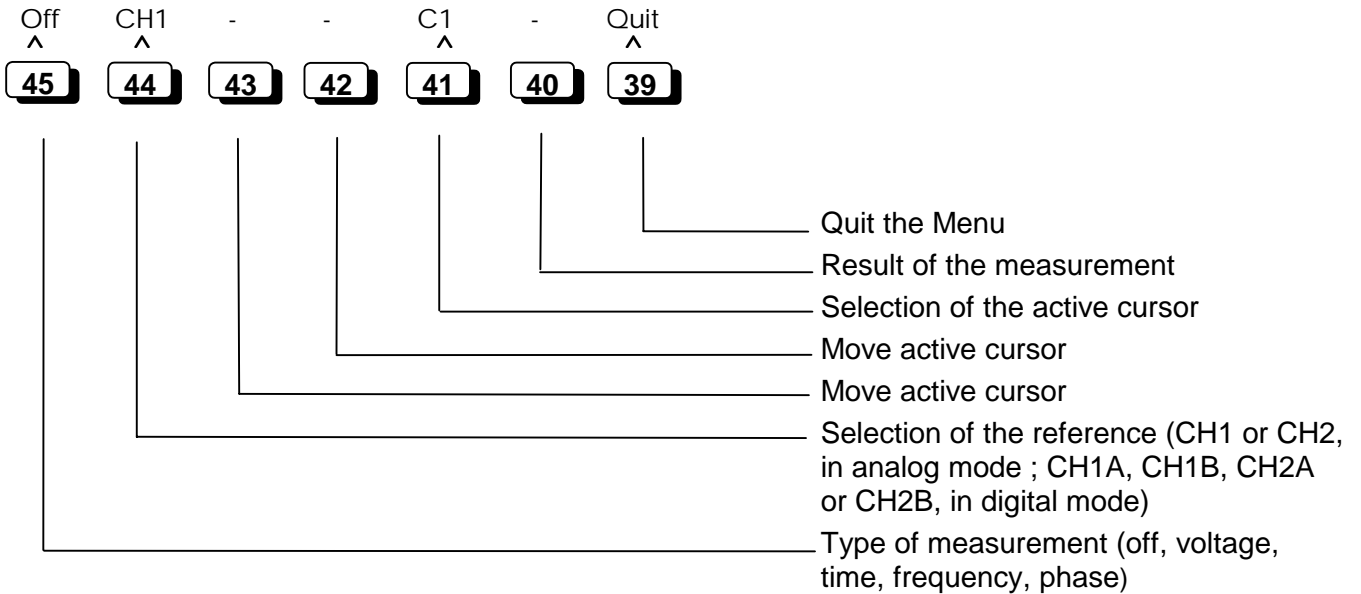 Off CH1 - - C1 - Quit
^ ^ ^ ^
45 44 43 42 41 40 39
Quit the Menu
Result of the measurement
Selection of the active cursor
Move active cursor
Move active cursor
Selection of the reference (CH1 or CH2,
in analog mode ; CH1A, CH1B, CH2A
or CH2B, in digital mode)
Type of measurement (off, voltage,
time, frequency, phase)